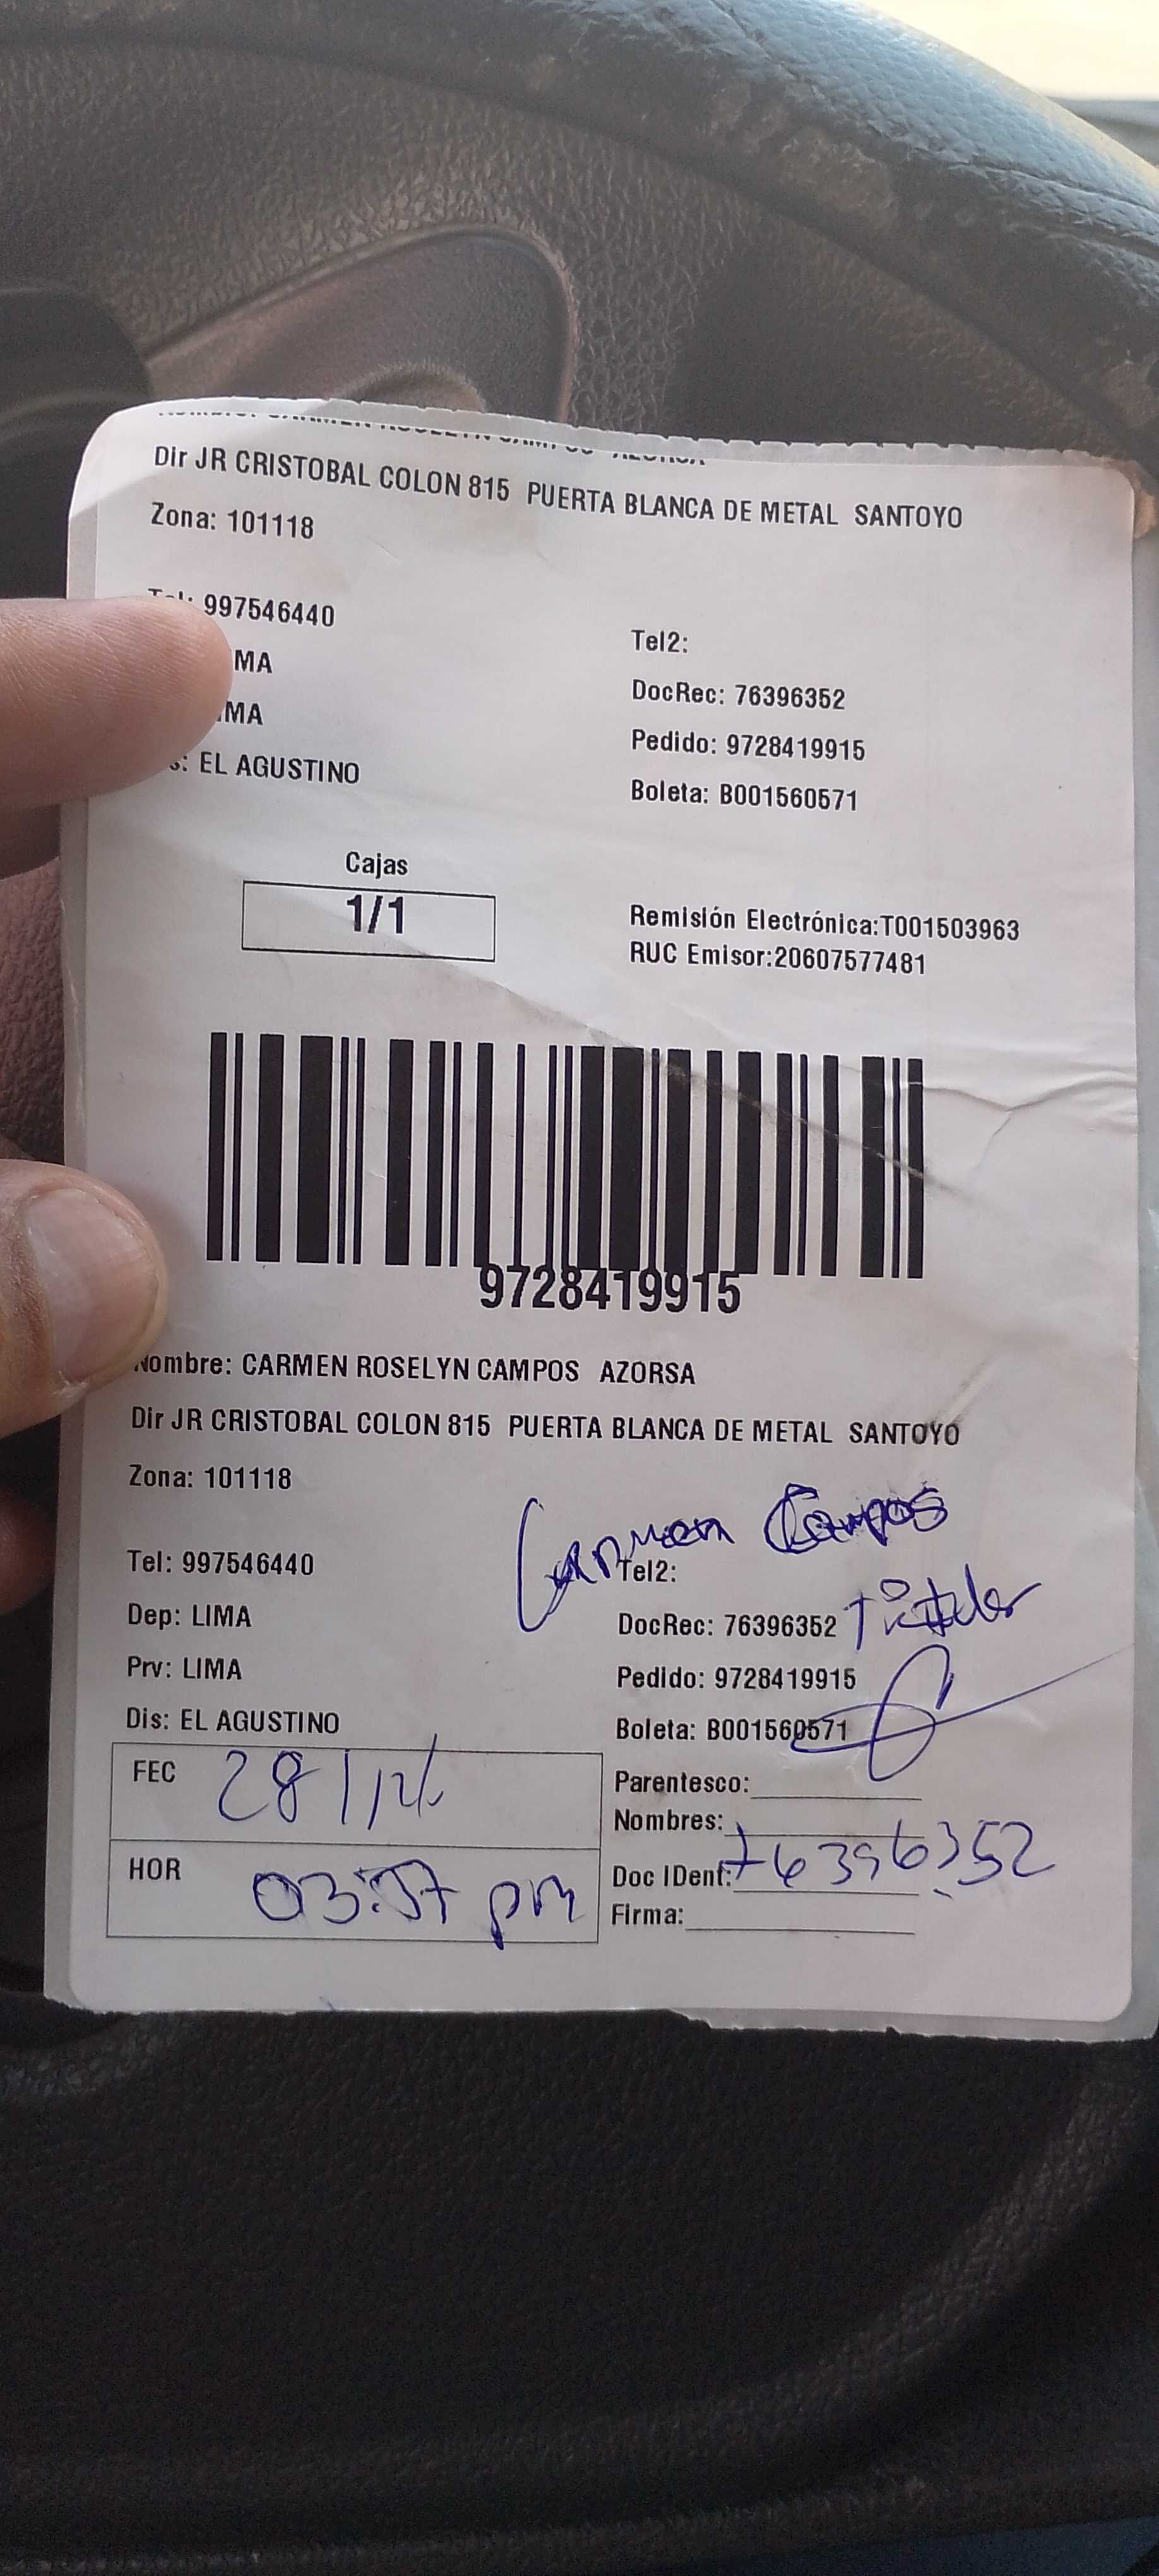 Dir JR CRISTOBAL COLON 815 PUERTA BLANCA DE METAL SANTOYO
Zona: 101118
Tel: 997546440
Tel2:
MA
DocRec: 76396352
MA
Pedido: 9728419915
s: EL AGUSTINO
Boleta: B001560571
Cajas
1/1
Remisión Electrónica:T001503963
RUC Emisor:20607577481
9728419915
Nombre: CARMEN ROSELYN CAMPOS AZORSA
Dir JR CRISTOBAL COLON 815 PUERTA BLANCA DE METAL SANTOYO
Zona: 101118
Carmen Campos
Tel: 997546440
Tel2:
Dep: LIMA
DocRec: 76396352 Titular
Prv: LIMA
Pedido: 9728419915
Dis: EL AGUSTINO
Boleta: B001560571
FEC 28/
Parentesco:
Nombres:
HOR 03:57 pm
Doc IDent: 76396352
Firma: